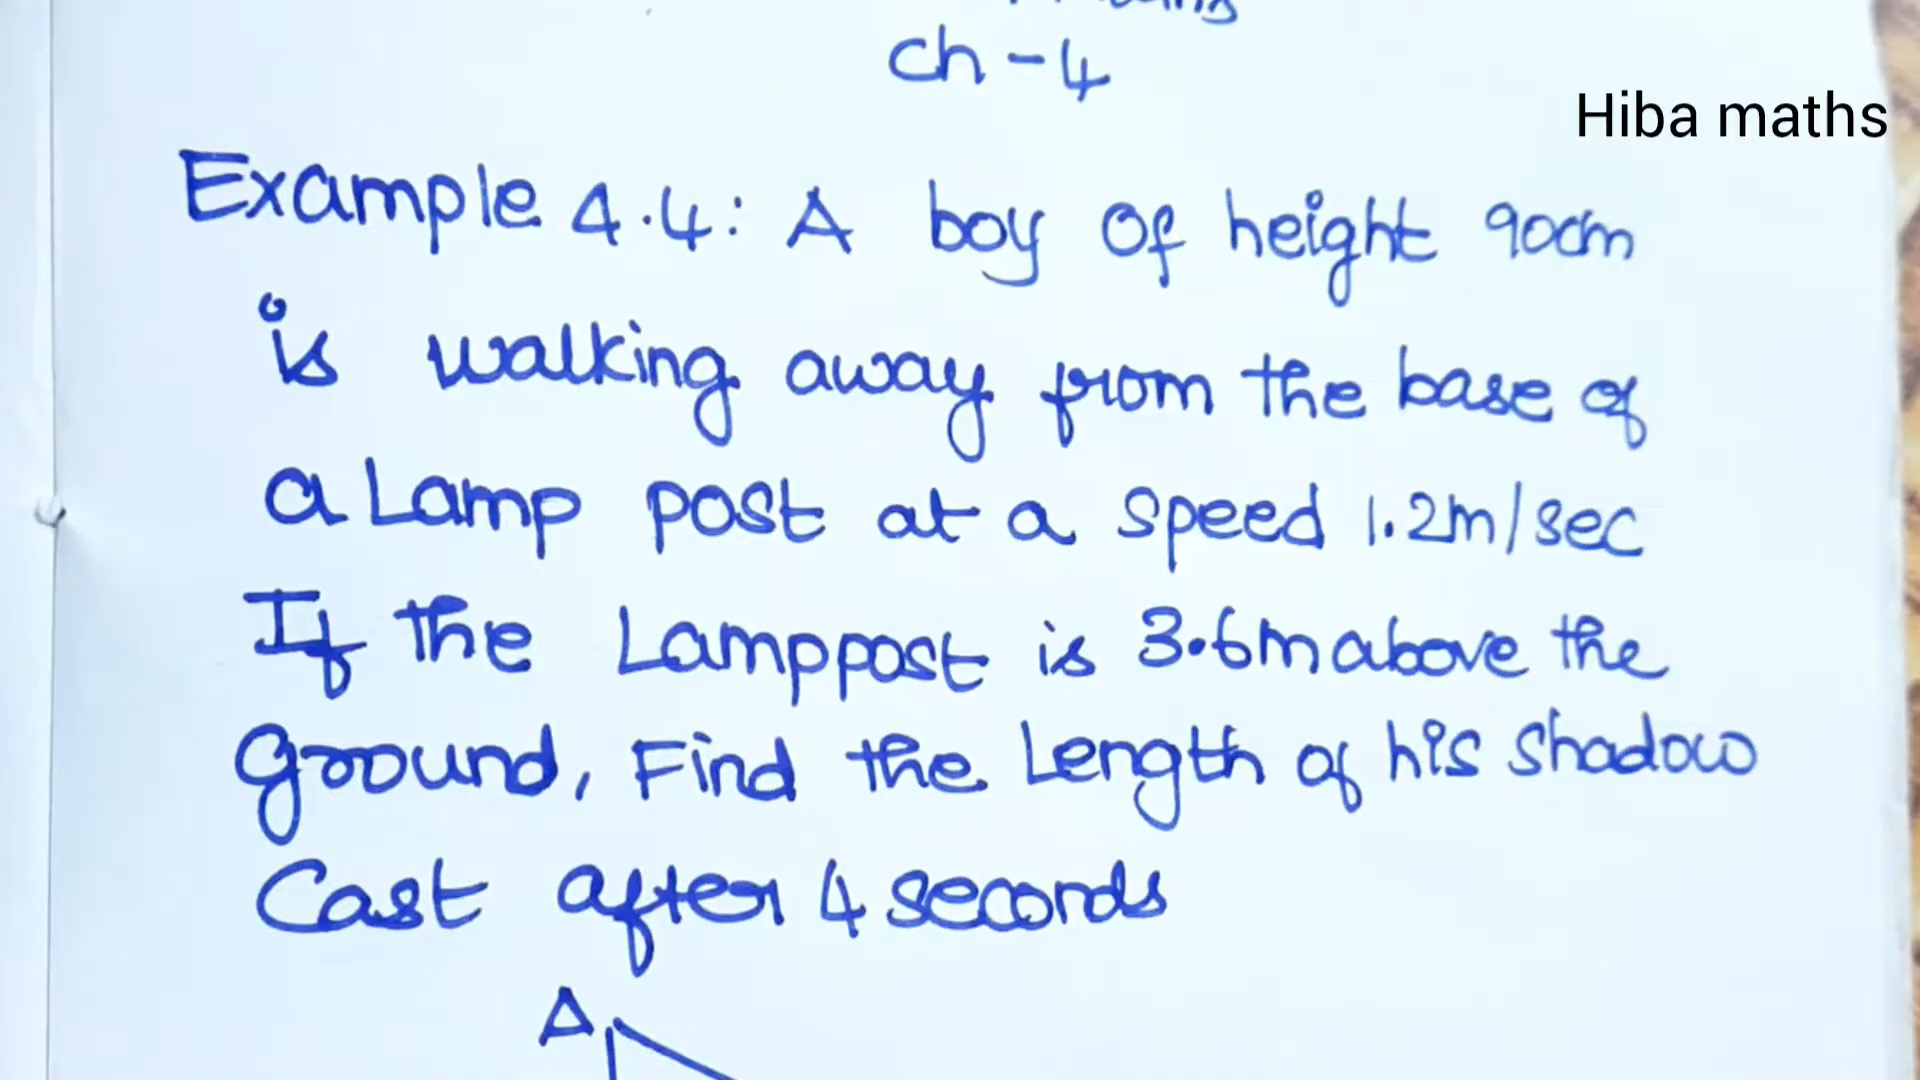 ch - 4
Hiba maths
Example 4.4: A boy of height 90cm
is walking away from the base of
a Lamp post at a speed 1.2m/sec
If the Lamppost is 3.6m above the
ground, Find the Length of his shadow
Cast after 4 seconds
A